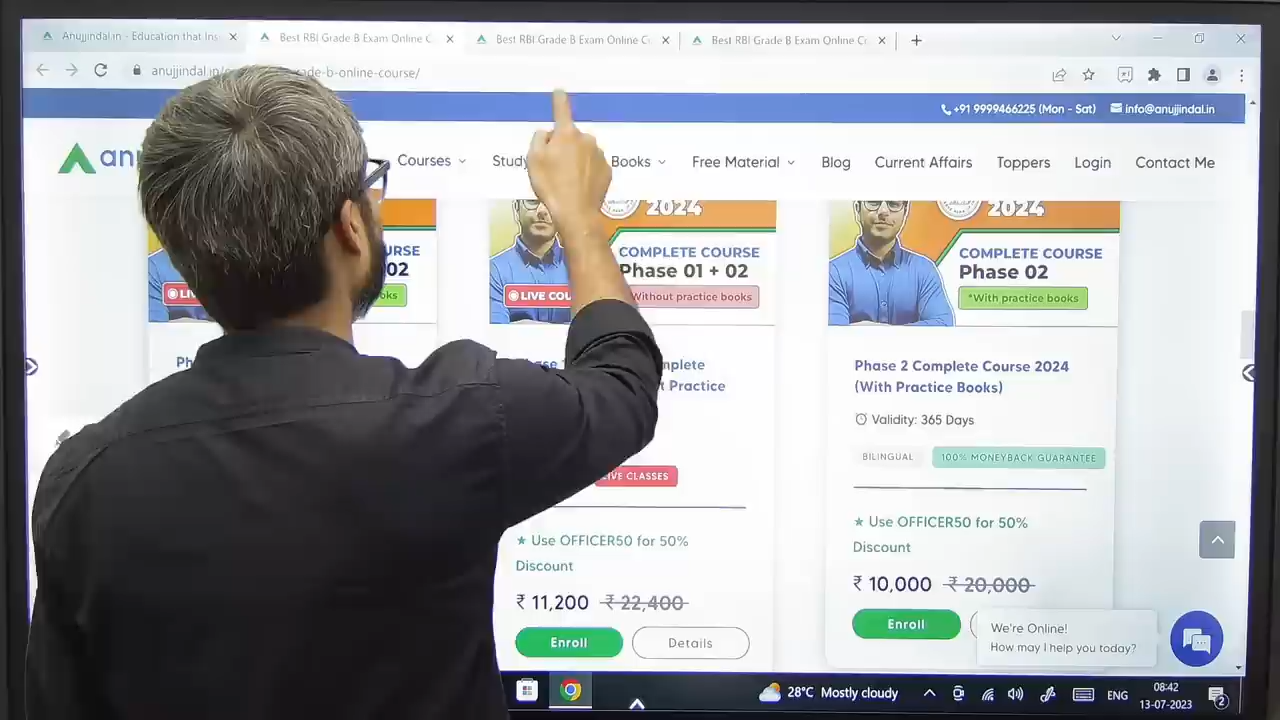 Anujjindal.in - Education that Ins
Best RBI Grade B Exam Online C
Best RBI Grade B Exam Online C
Best RBI Grade B Exam Online C
anujjindal.in
ade-b-online-course/
+91 9999466225 (Mon - Sat) info@anujjindal.in
Courses Study Books Free Material Blog Current Affairs Toppers Login Contact Me
2024 2024
COMPLETE COURSE COMPLETE COURSE
02 Phase 01 + 02 Phase 02
LIVE COU Without practice books *With practice books
Phase 2 Complete Course 2024
(With Practice Books)
mplete
Practice
Validity: 365 Days
BILINGUAL 100% MONEYBACK GUARANTEE
LIVE CLASSES
★ Use OFFICER50 for 50%
Discount
₹ 11,200 ₹ 22,400
Enroll Details
★ Use OFFICER50 for 50%
Discount
₹ 10,000 ₹ 20,000
Enroll
We're Online!
How may I help you today?
28°C Mostly cloudy ENG 08:42
13-07-2023 2